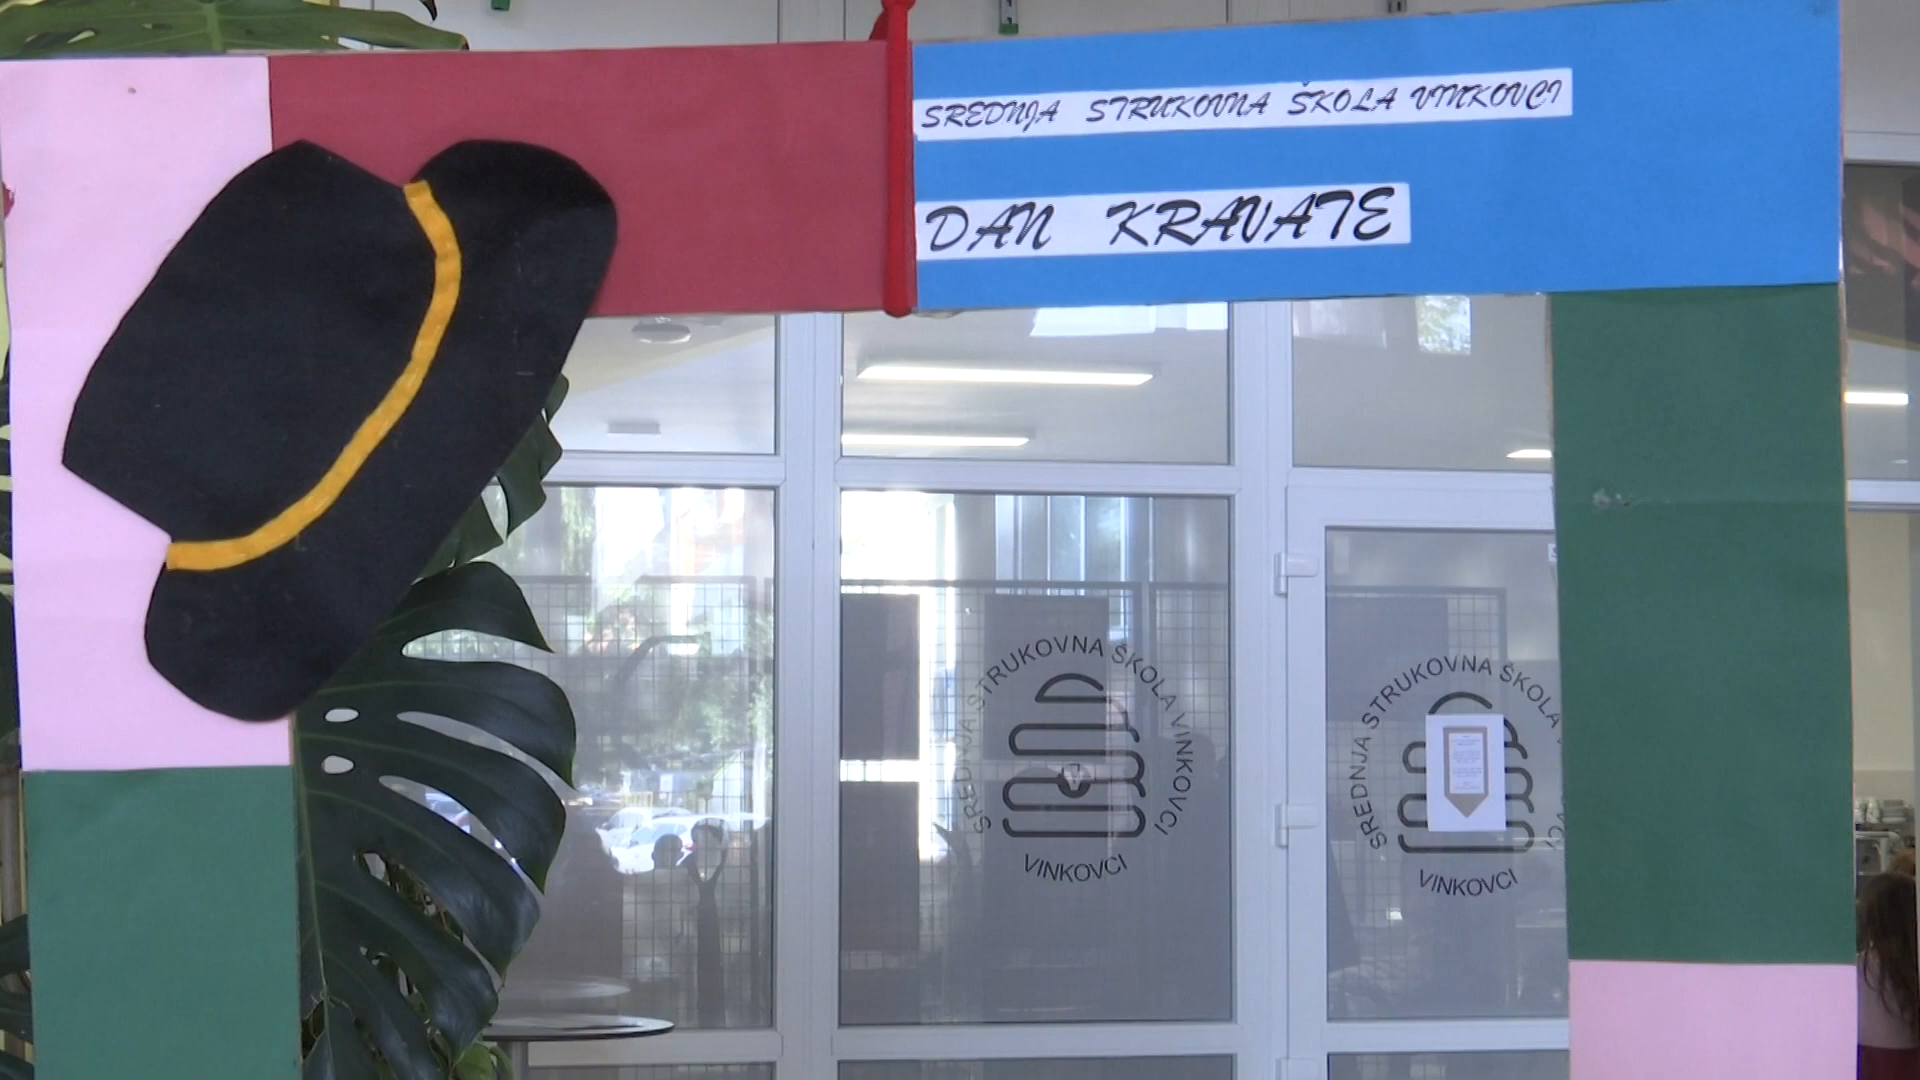 SREDNJA STRUKOVNA ŠKOLA VINKOVCI
DAN KRAVATE
SREDNJA STRUKOVNA ŠKOLA VINKOVCI
VINKOVCI
SREDNJA STRUKOVNA ŠKOLA
VINKOVCI